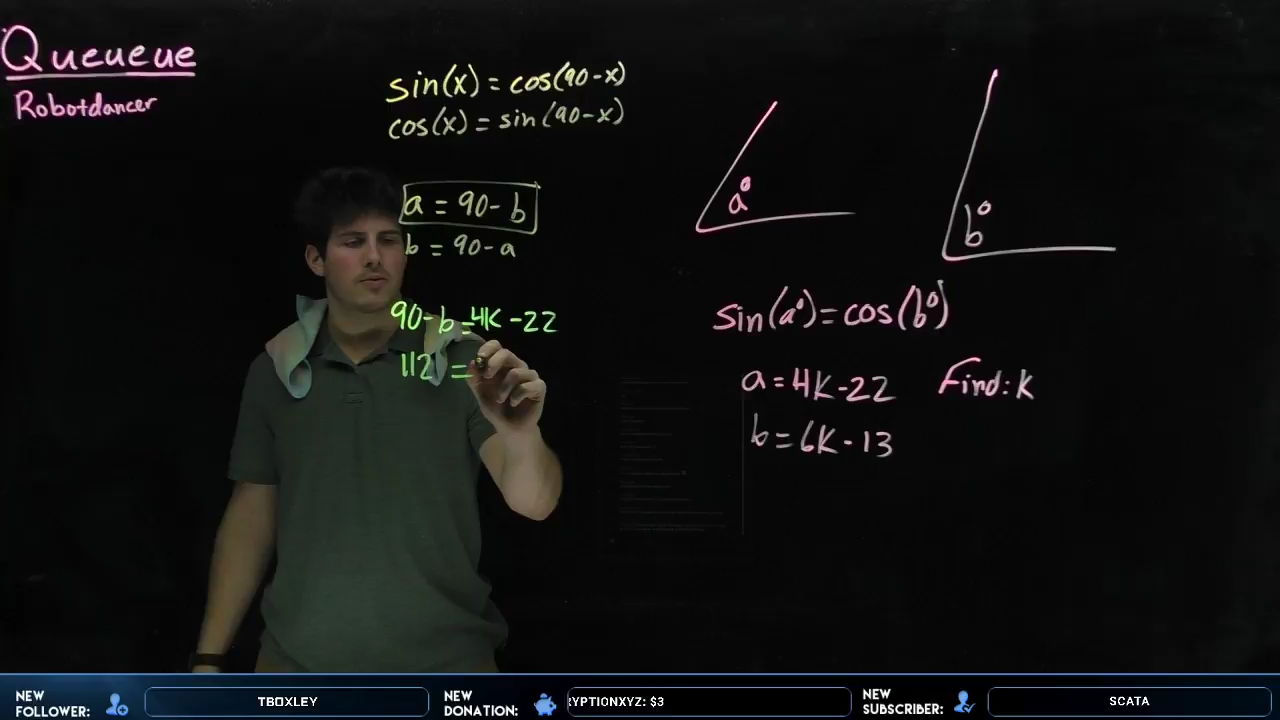 Queueue
Robotdancer
sin(x) = cos(90-x)
cos(x) = sin(90-x)
a = 90 - b
b = 90 - a
90 - b = 4K - 22
112 =
a°
b°
sin(a°) = cos(b°)
a = 4K - 22
Find: K
b = 6K - 13
NEW FOLLOWER:
TBOXLEY
NEW DONATION:
RYPTIONXYZ: $3
NEW SUBSCRIBER:
SCATA